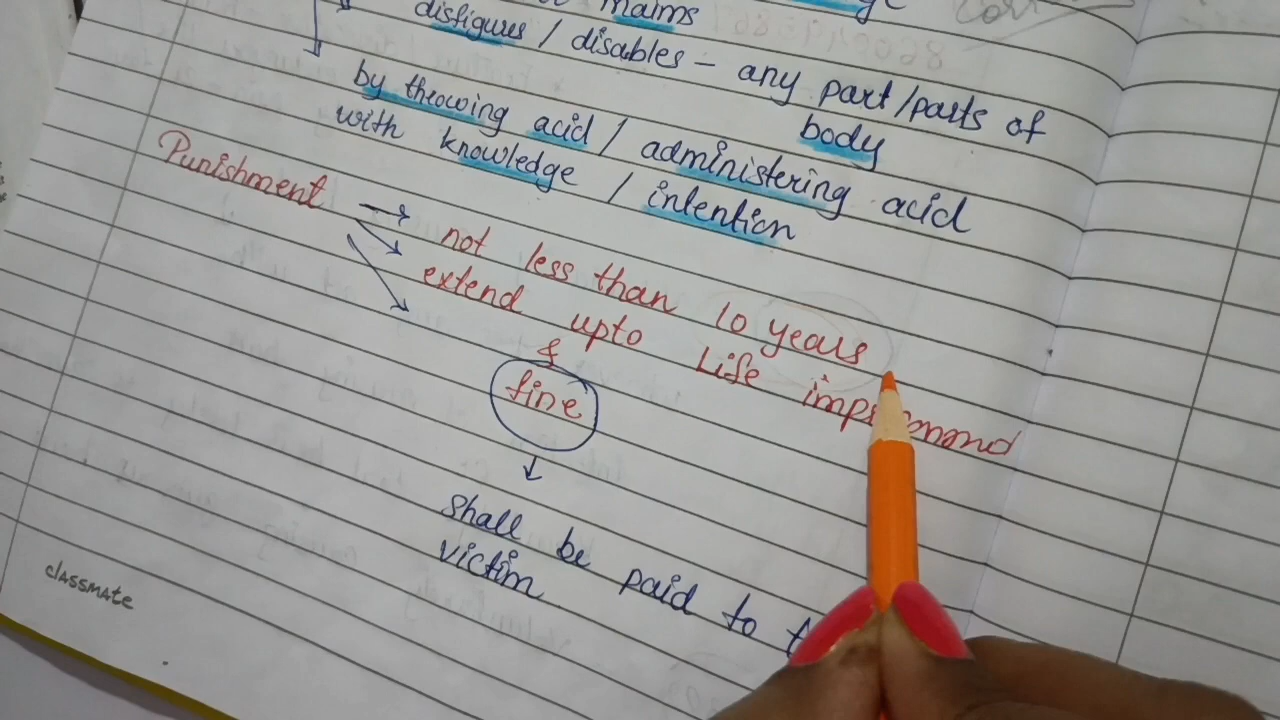 maims
disfigures / disables - any part/parts of
body
by throwing acid / administering acid
with knowledge / intention
Punishment
not less than 10 years
extend upto Life
& fine
shall be paid to
victim
classmate